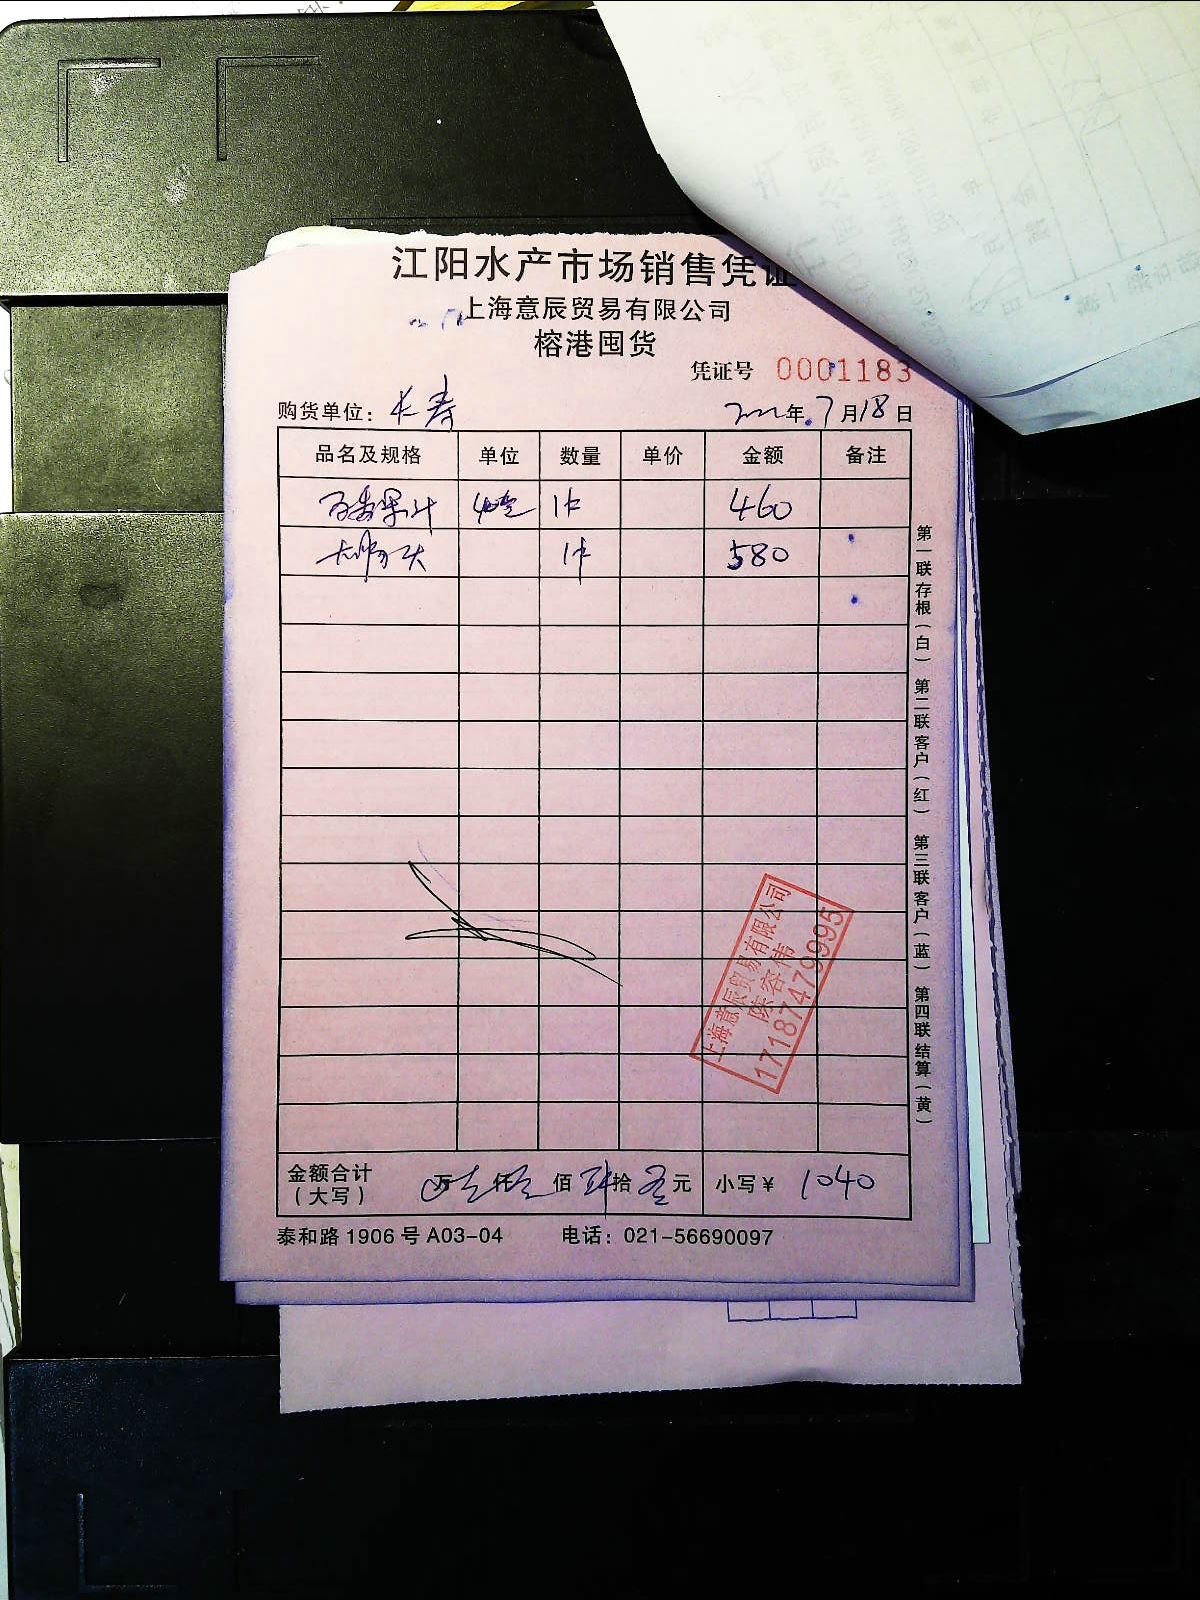 江阳水产市场销售凭证
上海意辰贸易有限公司
榕港囤货
凭证号 0001183
购货单位：长寿 年 7 月 18 日
品名及规格 单位 数量 单价 金额 备注
果汁 1件 460
1件 580
金额合计（大写） 万 仟 佰 肆拾 元 小写￥ 1040
泰和路 1906 号 A03-04 电话：021-56690097
第一联存根（白） 第二联客户（红） 第三联客户（蓝） 第四联结算（黄）
上海意辰贸易有限公司
陈容伟
17187479995